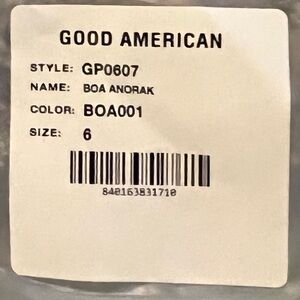 GOOD AMERICAN
STYLE: GP0607
NAME: BOA ANORAK
COLOR: BOA001
SIZE: 6
840163831710